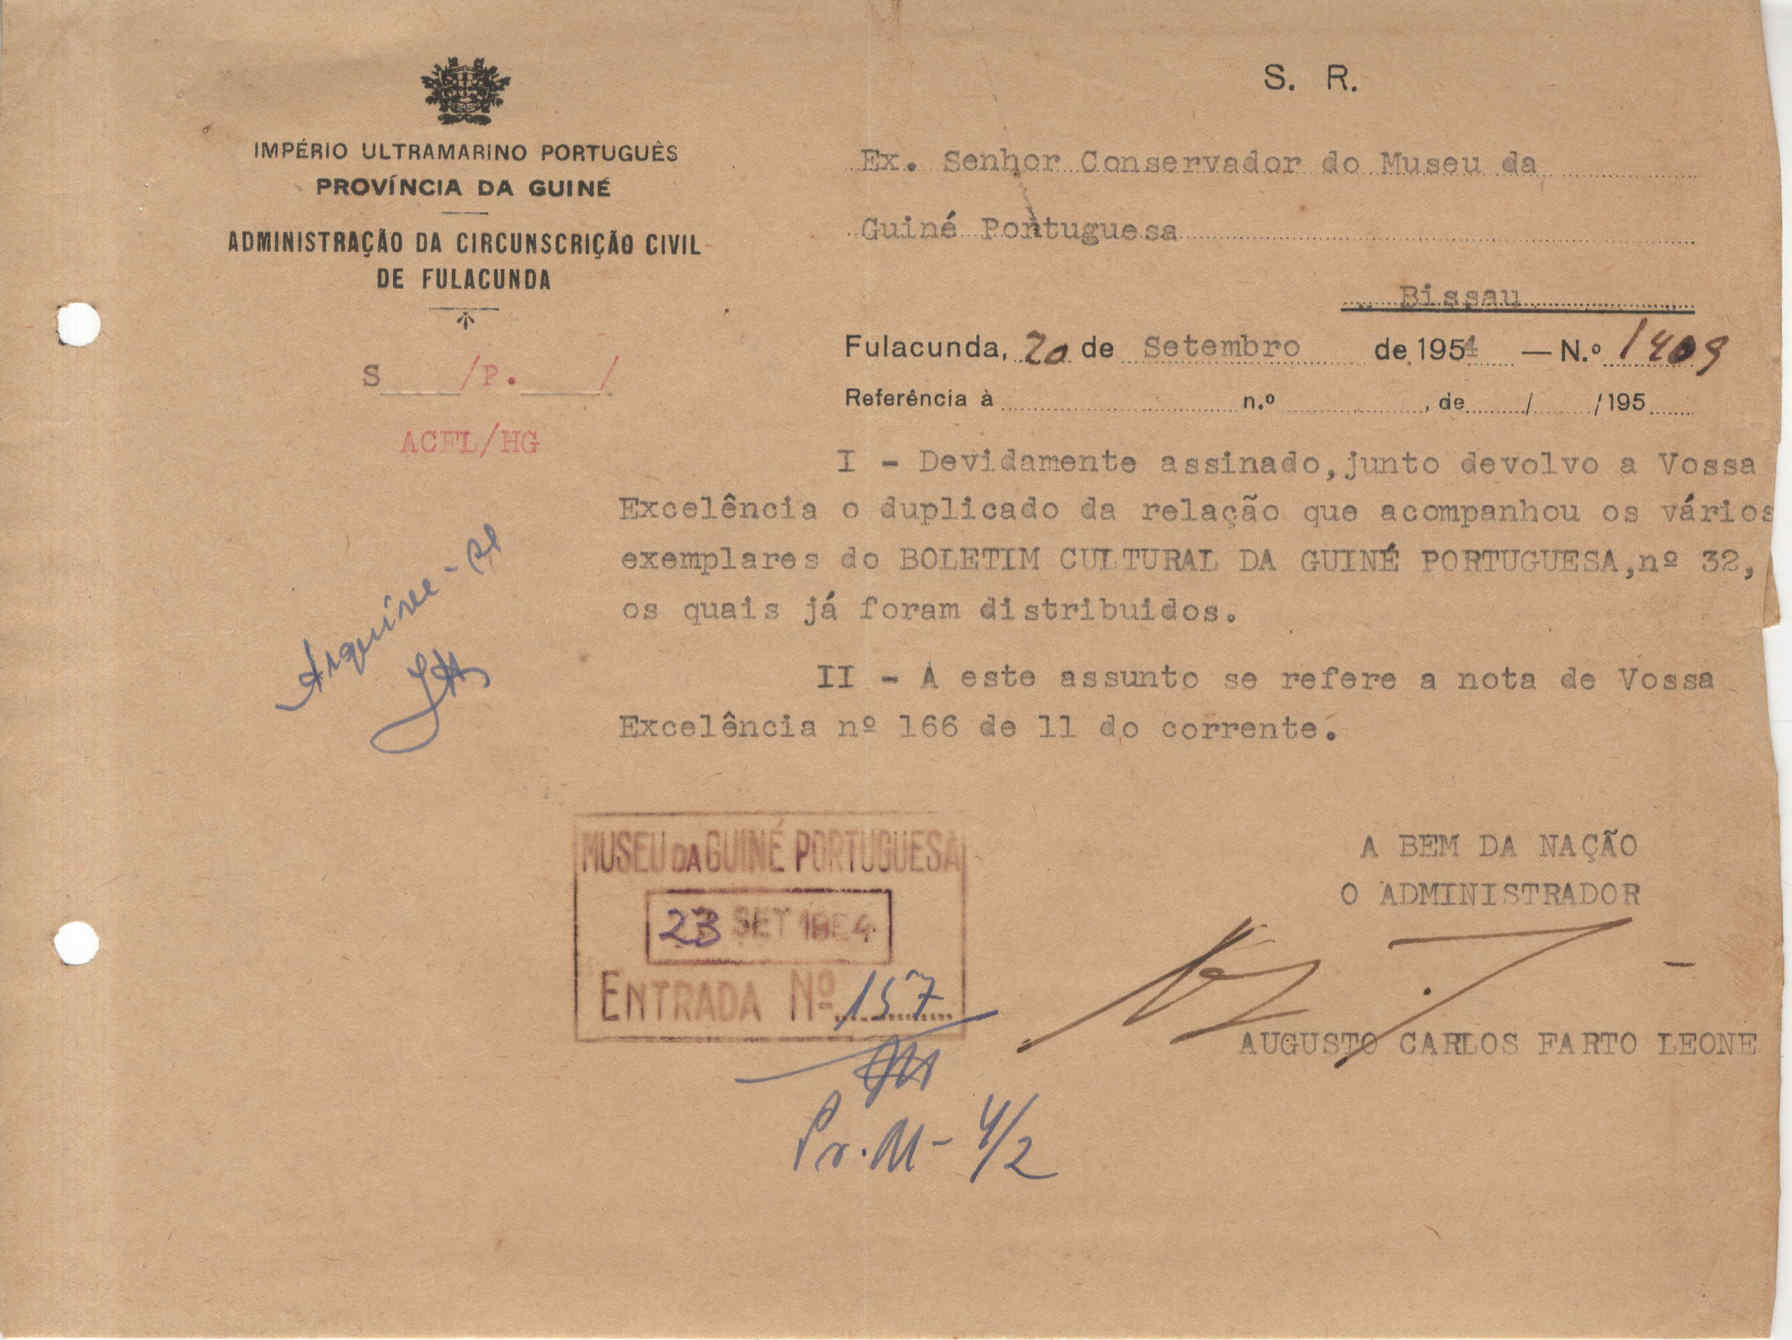 S. R.
IMPÉRIO ULTRAMARINO PORTUGUÊS
PROVÍNCIA DA GUINÉ
ADMINISTRAÇÃO DA CIRCUNSCRIÇÃO CIVIL
DE FULACUNDA
S____/P.____/
ACFL/HG
Ex. Senhor Conservador do Museu da
Guiné Portuguesa
Bissau
Fulacunda, 20 de Setembro de 1954 — N.º 1409
Referência à n.º , de / /195
I - Devidamente assinado,junto devolvo a Vossa
Excelência o duplicado da relação que acompanhou os vários
exemplares do BOLETIM CULTURAL DA GUINÉ PORTUGUESA,nº 32,
os quais já foram distribuidos.
II - A este assunto se refere a nota de Vossa
Excelência nº 166 de 11 do corrente.
Arquive-se
A BEM DA NAÇÃO
O ADMINISTRADOR
AUGUSTO CARLOS FARTO LEONE
MUSEU DA GUINÉ PORTUGUESA
23 SET 1954
ENTRADA Nº 157
Pr. M- 4/2